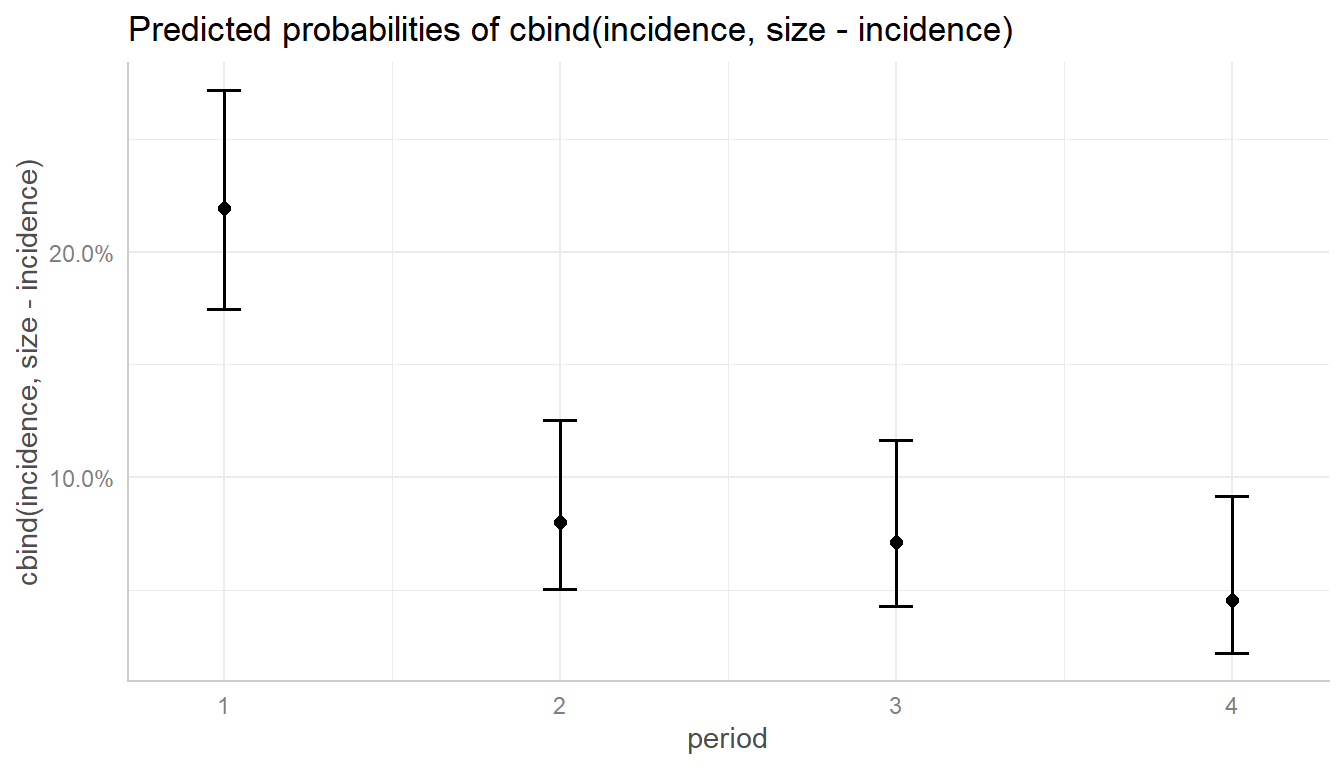 Predicted probabilities of cbind(incidence, size - incidence)
cbind(incidence, size - incidence)
20.0%
10.0%
1
2
3
4
period